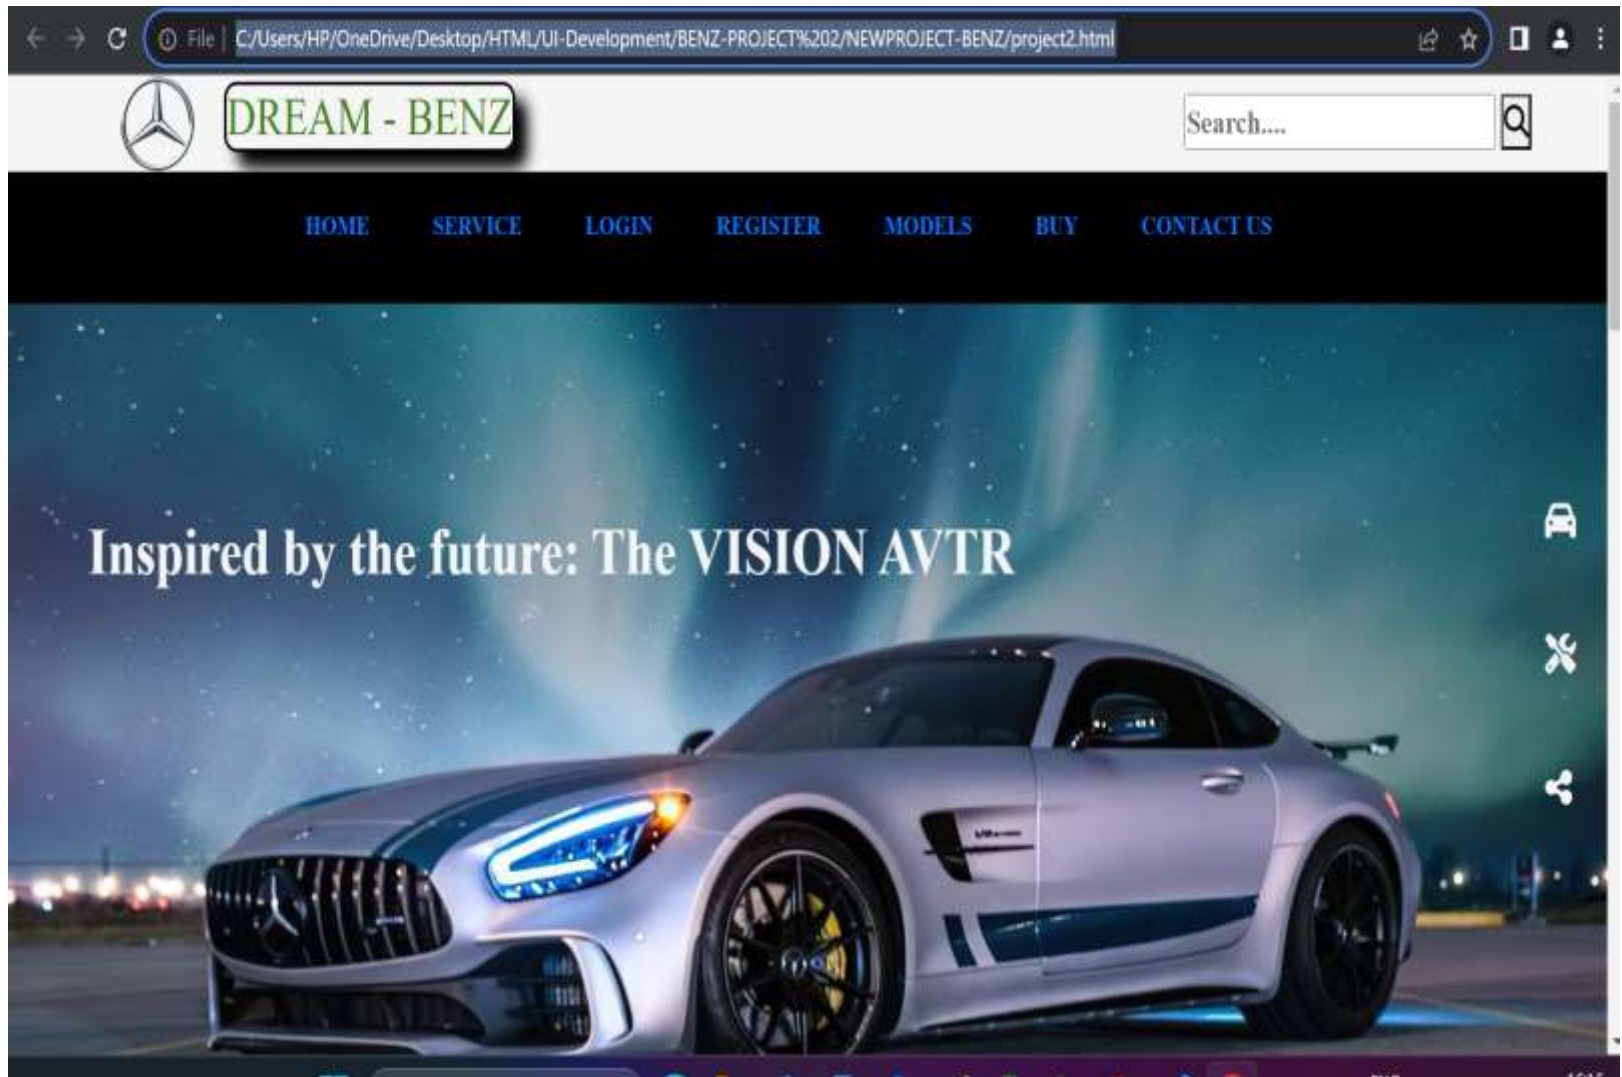 File C:/Users/HP/OneDrive/Desktop/HTML/UI-Development/BENZ-PROJECT%202/NEWPROJECT-BENZ/project2.html
DREAM - BENZ
Search....
HOME SERVICE LOGIN REGISTER MODELS BUY CONTACT US
Inspired by the future: The VISION AVTR